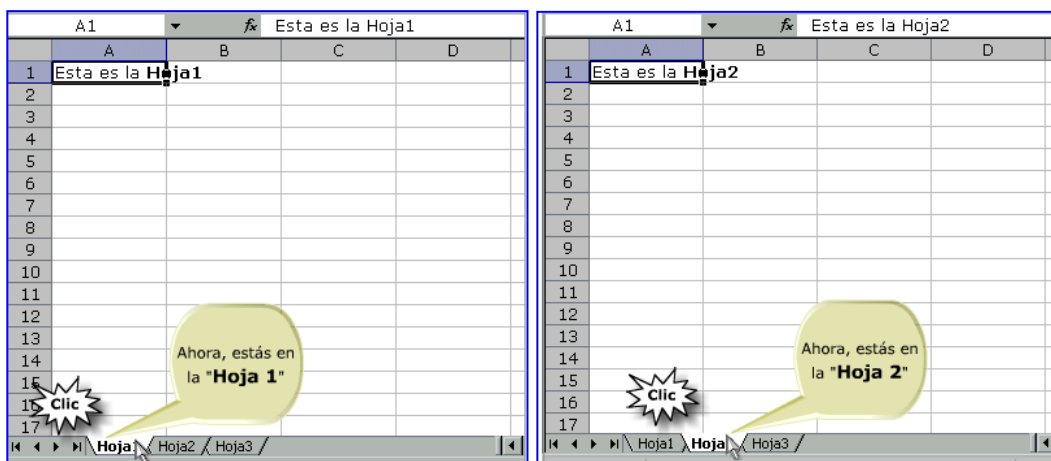 A1 fx Esta es la Hoja1
A B C D
1 Esta es la Hoja1
2
3
4
5
6
7
8
9
10
11
12
13
14
15
16
17
Ahora, estás en
la "Hoja 1"
Clic
Hoja Hoja2 Hoja3
A1 fx Esta es la Hoja2
A B C D
1 Esta es la Hoja2
2
3
4
5
6
7
8
9
10
11
12
13
14
15
16
17
Ahora, estás en
la "Hoja 2"
Clic
Hoja1 Hoja Hoja3